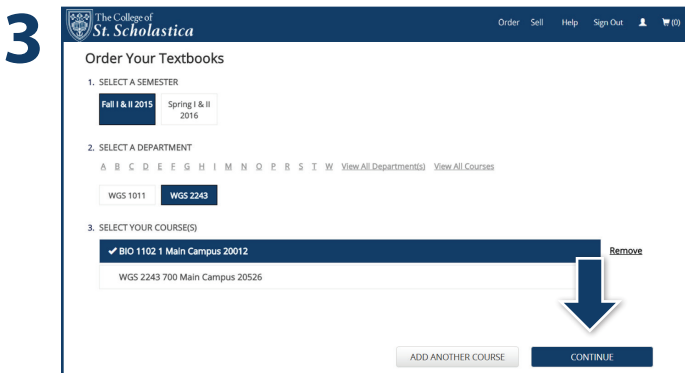 3
The College of
St. Scholastica
Order Sell Help Sign Out (0)
Order Your Textbooks
1. SELECT A SEMESTER
Fall I & II 2015
Spring I & II
2016
2. SELECT A DEPARTMENT
A B C D E F G H I M N O P R S T W View All Department(s) View All Courses
WGS 1011 WGS 2243
3. SELECT YOUR COURSE(S)
✔ BIO 1102 1 Main Campus 20012 Remove
WGS 2243 700 Main Campus 20526
ADD ANOTHER COURSE CONTINUE